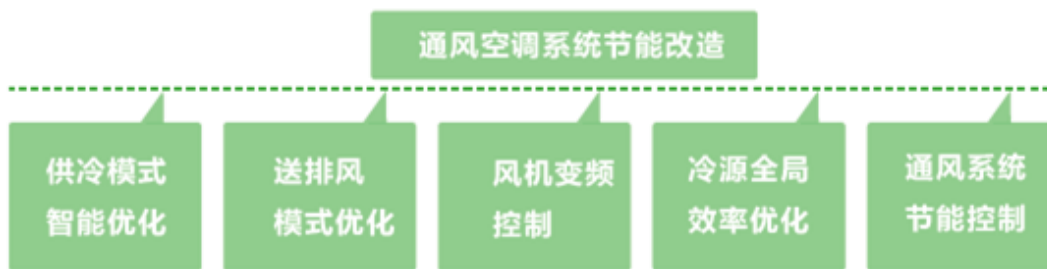 通风空调系统节能改造
供冷模式
智能优化
送排风
模式优化
风机变频
控制
冷源全局
效率优化
通风系统
节能控制